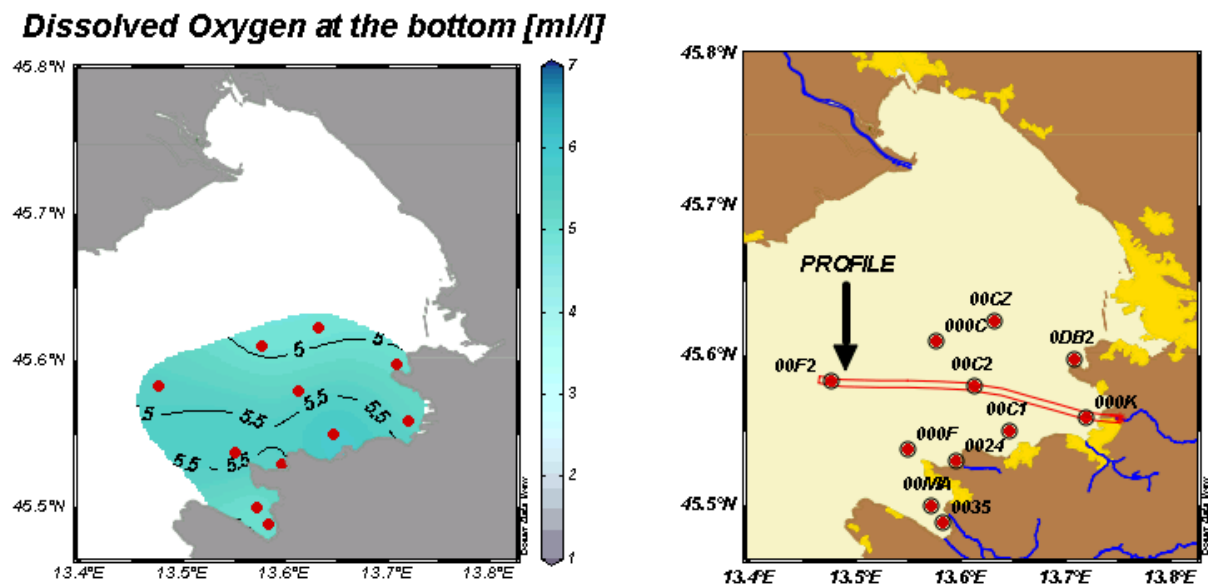 Dissolved Oxygen at the bottom [ml/l]
45.8°N
45.7°N
45.6°N
45.5°N
13.4°E
13.5°E
13.6°E
13.7°E
13.8°E
5
5
5.5
5.5
5.5
5.5
5.5
5
7
6
5
4
3
2
1
Ocean Data View
45.8°N
45.7°N
45.6°N
45.5°N
13.4°E
13.5°E
13.6°E
13.7°E
13.8°E
PROFILE
00CZ
000C
0DB2
00F2
00C2
00C1
000K
000F
0024
00MA
0035
Ocean Data View